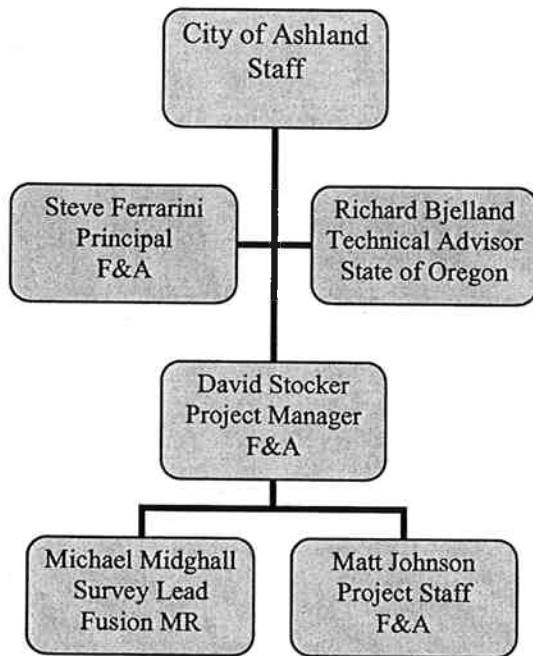 City of Ashland
Staff
Steve Ferrarini
Principal
F&A
Richard Bjelland
Technical Advisor
State of Oregon
David Stocker
Project Manager
F&A
Michael Midghall
Survey Lead
Fusion MR
Matt Johnson
Project Staff
F&A